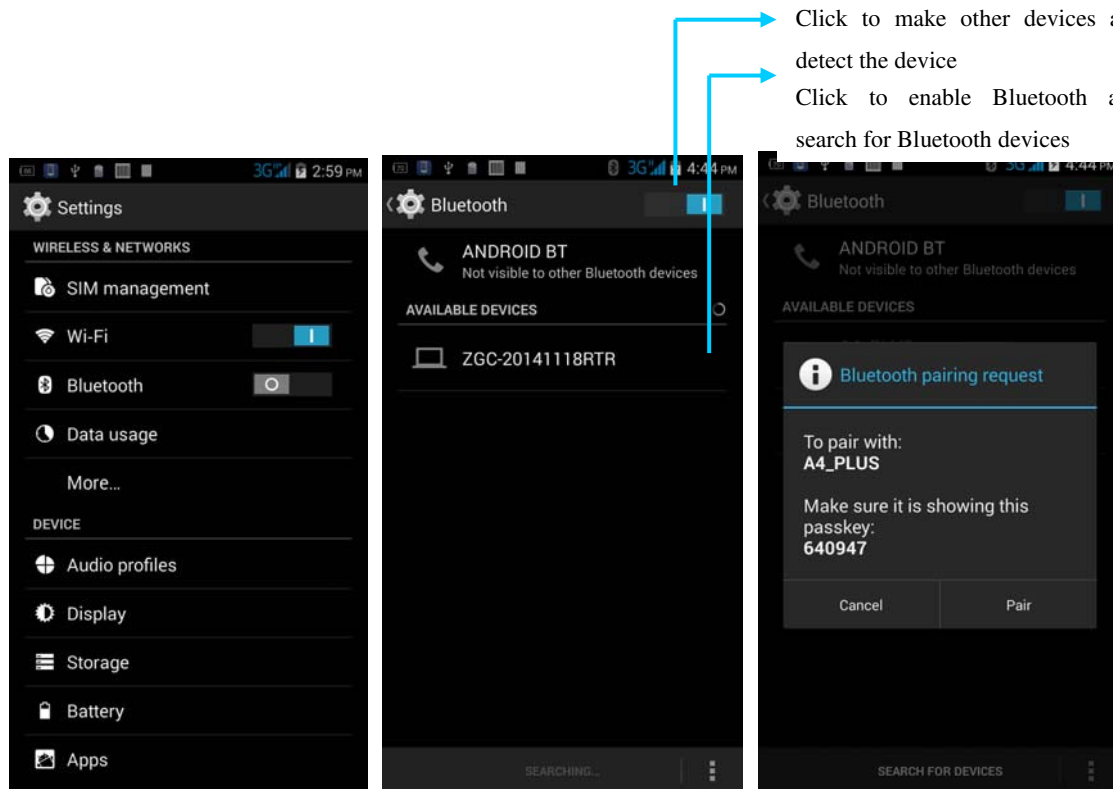 Click to make other devices a
detect the device
Click to enable Bluetooth a
search for Bluetooth devices
3G 2:59 PM
Settings
WIRELESS & NETWORKS
SIM management
Wi-Fi
Bluetooth
Data usage
More...
DEVICE
Audio profiles
Display
Storage
Battery
Apps
3G 4:44 PM
Bluetooth
ANDROID BT
Not visible to other Bluetooth devices
AVAILABLE DEVICES
ZGC-20141118RTR
SEARCHING...
3G 4:44 PM
Bluetooth
ANDROID BT
Not visible to other Bluetooth devices
AVAILABLE DEVICES
Bluetooth pairing request
To pair with:
A4_PLUS
Make sure it is showing this
passkey:
640947
Cancel Pair
SEARCH FOR DEVICES